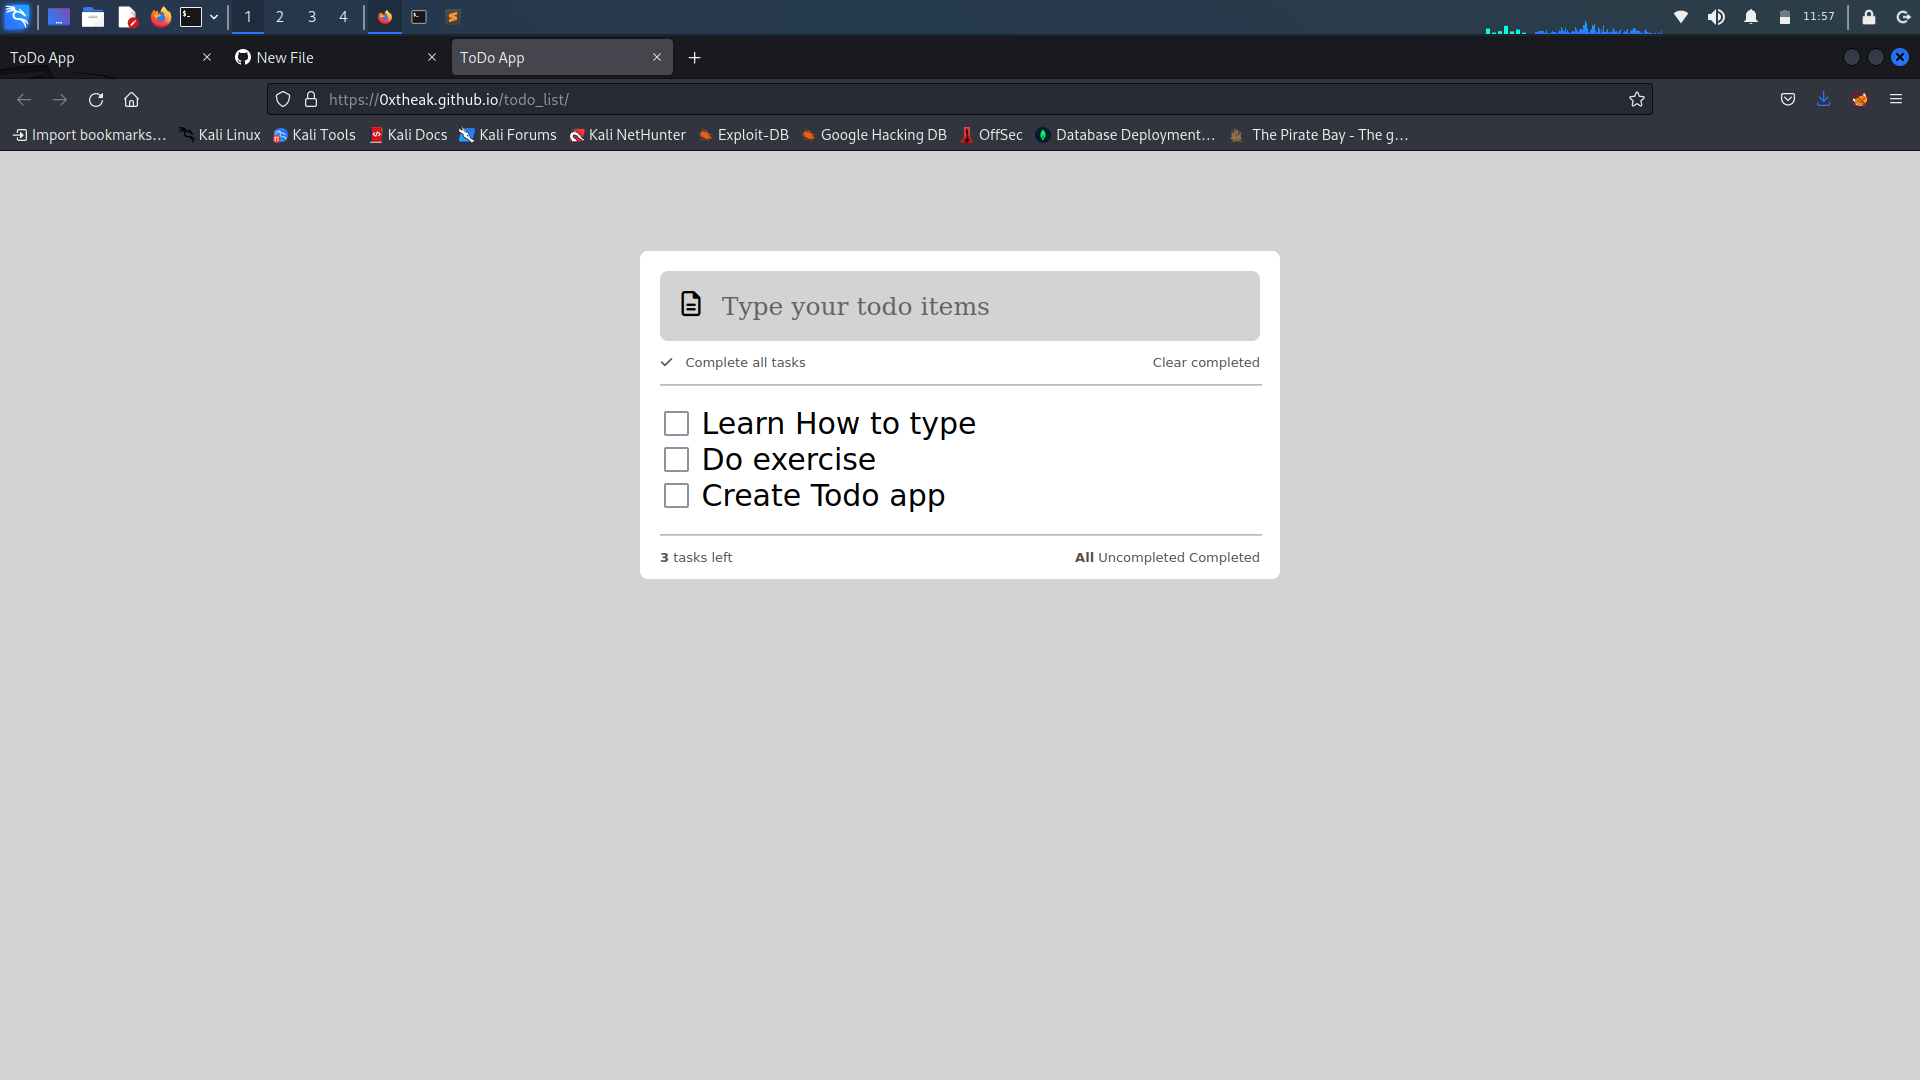 1 2 3 4 11:57
ToDo App New File ToDo App
https://0xtheak.github.io/todo_list/
Import bookmarks... Kali Linux Kali Tools Kali Docs Kali Forums Kali NetHunter Exploit-DB Google Hacking DB OffSec Database Deployment... The Pirate Bay - The g...
Type your todo items
Complete all tasks Clear completed
Learn How to type
Do exercise
Create Todo app
3 tasks left All Uncompleted Completed